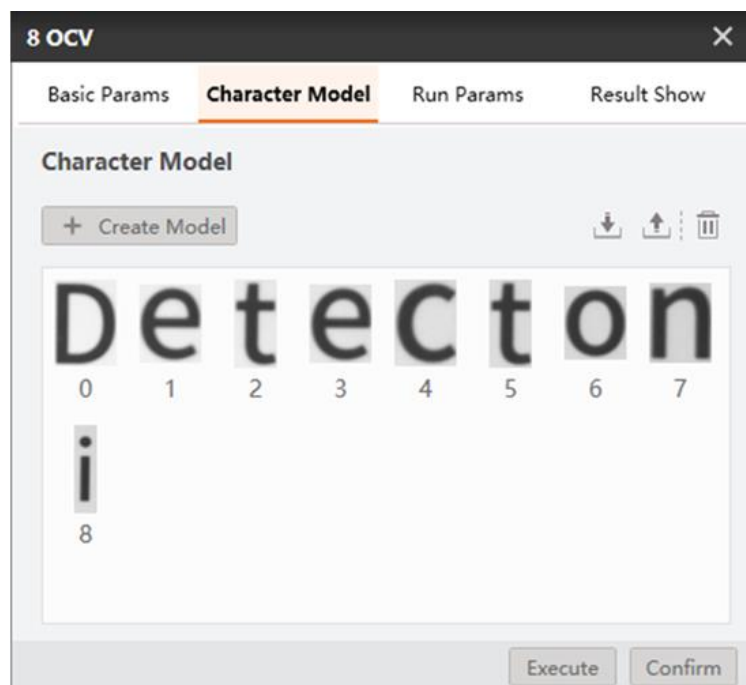 8 OCV
Basic Params Character Model Run Params Result Show
Character Model
+ Create Model
D e t e c t o n
0 1 2 3 4 5 6 7
i
8
Execute Confirm